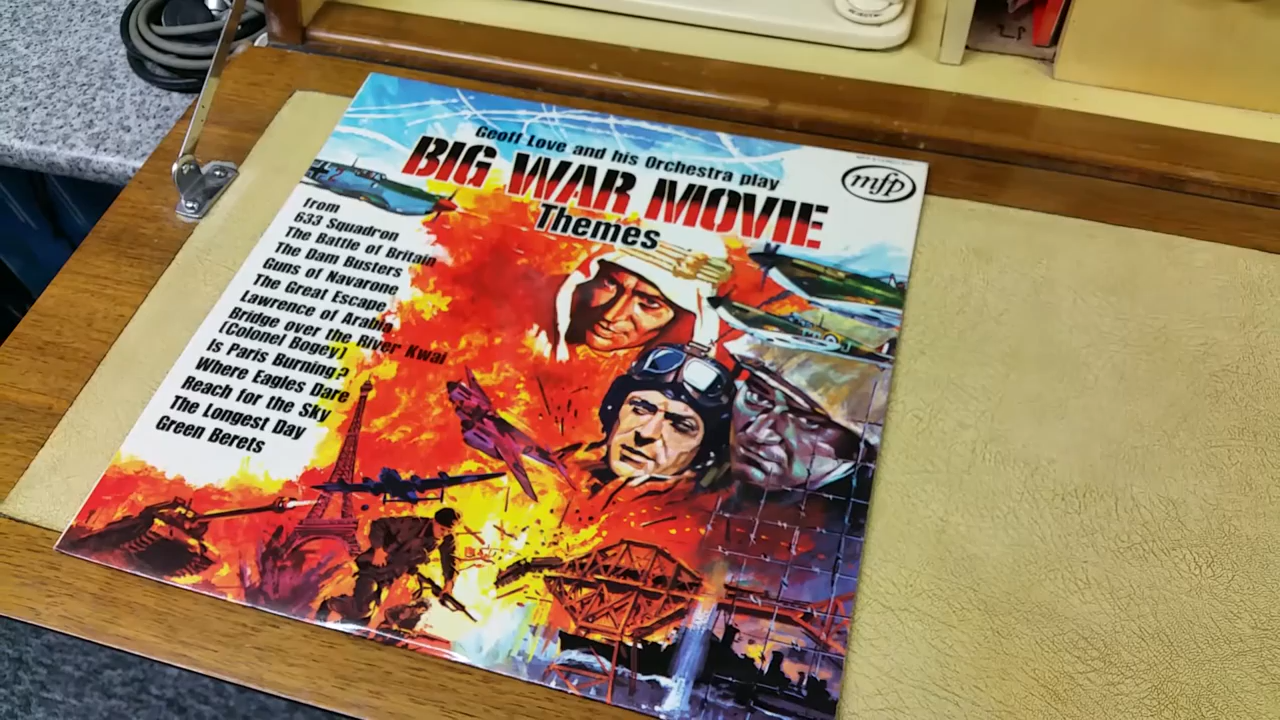 Geoff Love and his Orchestra play
BIG WAR MOVIE
Themes
mfp
from
633 Squadron
The Battle of Britain
The Dam Busters
Guns of Navarone
The Great Escape
Lawrence of Arabia
Bridge over the River Kwai
(Colonel Bogey)
Is Paris Burning?
Where Eagles Dare
Reach for the Sky
The Longest Day
Green Berets